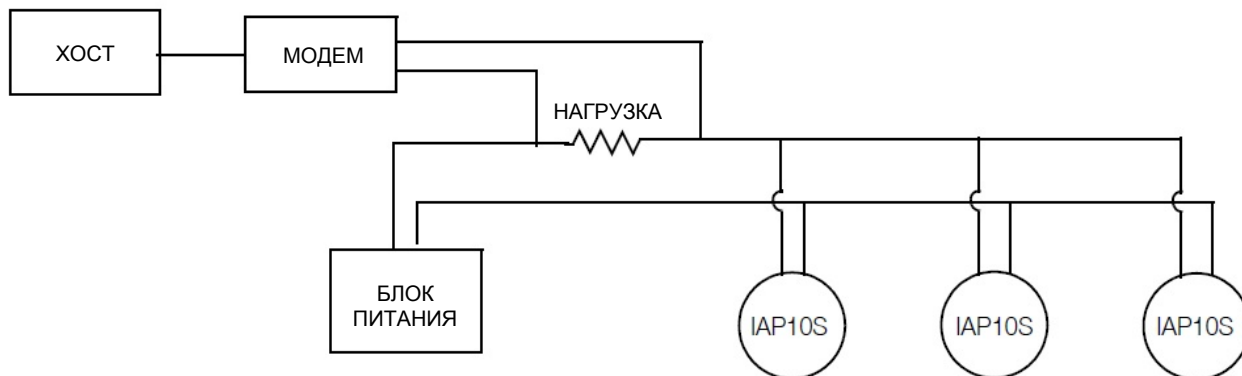 ХОСТ
МОДЕМ
НАГРУЗКА
БЛОК
ПИТАНИЯ
IAP10S
IAP10S
IAP10S